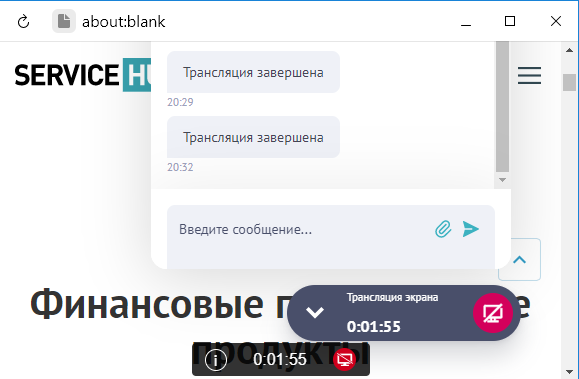 about:blank
SERVICE HU
Трансляция завершена
20:29
Трансляция завершена
20:32
Введите сообщение...
Финансовые
Трансляция экрана
0:01:55
продукты
0:01:55